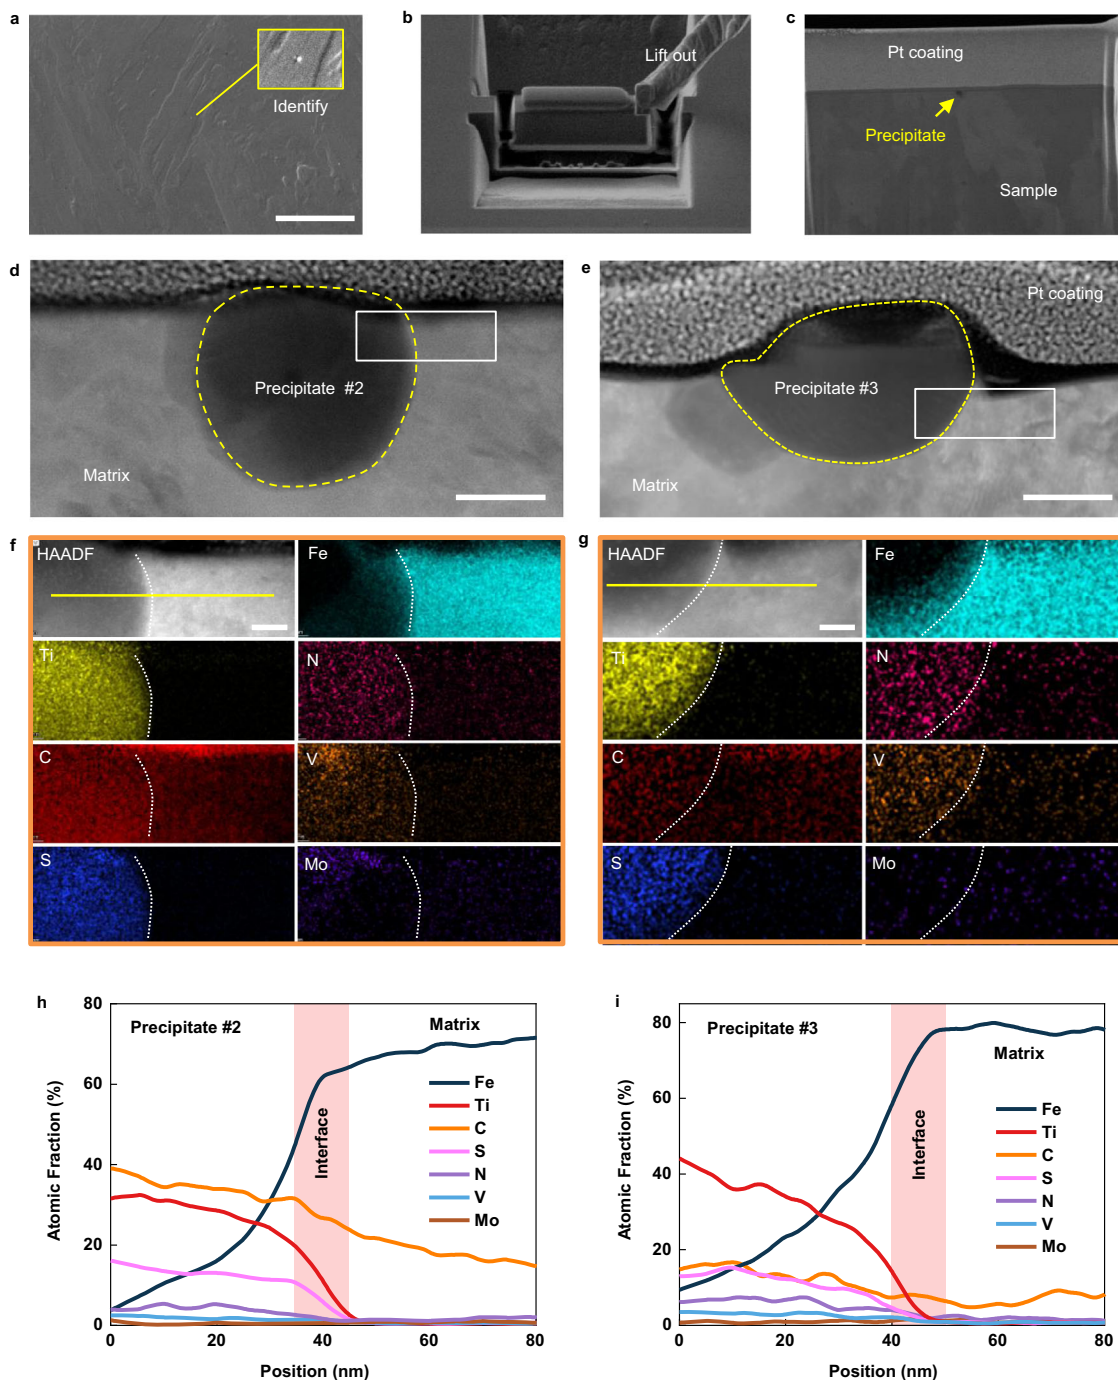 a
Identify
b
Lift out
c
Pt coating
Precipitate
Sample
d
Precipitate #2
Matrix
e
Pt coating
Precipitate #3
Matrix
f
HAADF
Fe
Ti
N
C
V
S
Mo
g
HAADF
Fe
Ti
N
C
V
S
Mo
h
Precipitate #2
Matrix
Interface
Fe
Ti
C
S
N
V
Mo
Atomic Fraction (%)
80
60
40
20
0
0 20 40 60 80
Position (nm)
i
Precipitate #3
Matrix
Interface
Fe
Ti
C
S
N
V
Mo
Atomic Fraction (%)
80
60
40
20
0
0 20 40 60 80
Position (nm)